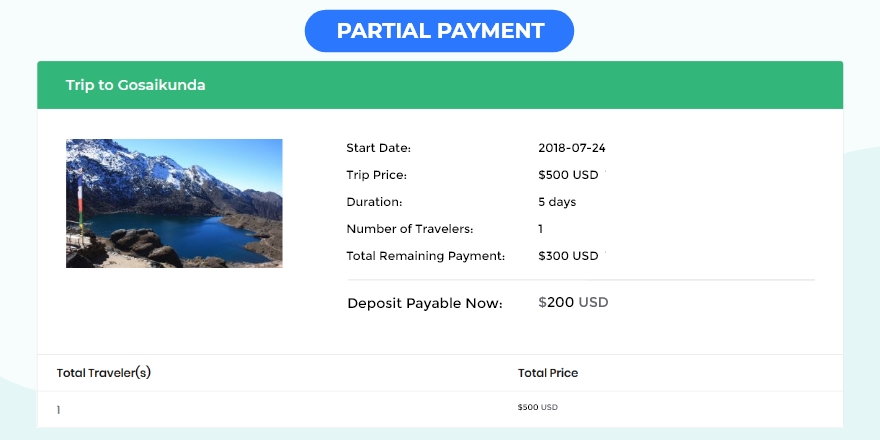 PARTIAL PAYMENT
Trip to Gosaikunda
Start Date: 2018-07-24
Trip Price: $500 USD
Duration: 5 days
Number of Travelers: 1
Total Remaining Payment: $300 USD
Deposit Payable Now: $200 USD
Total Traveler(s) Total Price
1 $500 USD